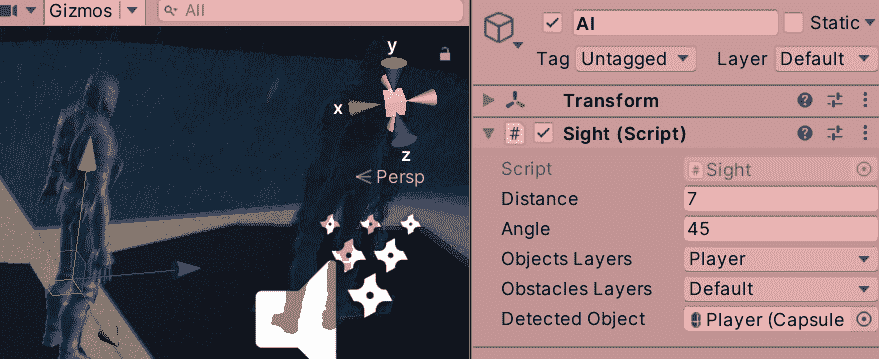 Gizmos
All
y
x
z
Persp
AI
Static
Tag Untagged Layer Default
Transform
# Sight (Script)
Script # Sight
Distance 7
Angle 45
Objects Layers Player
Obstacles Layers Default
Detected Object Player (Capsule